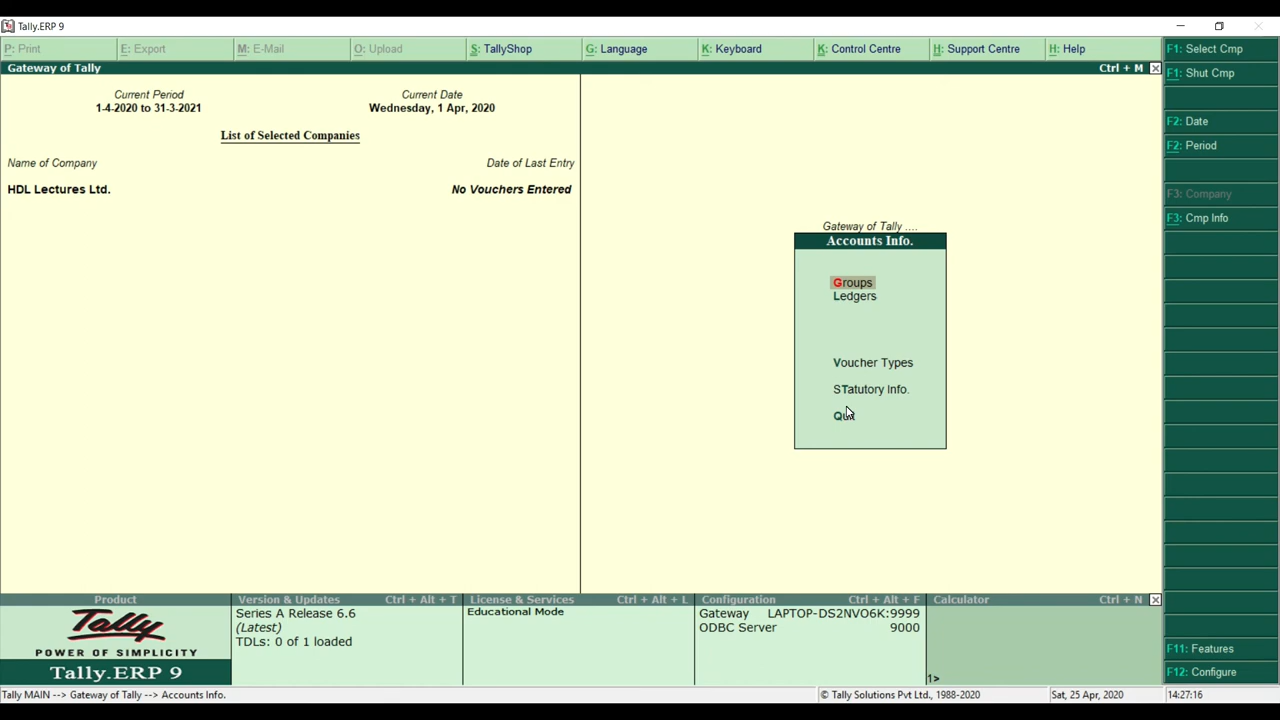 Tally.ERP 9
P: Print
E: Export
M: E-Mail
O: Upload
S: TallyShop
G: Language
K: Keyboard
K: Control Centre
H: Support Centre
H: Help
F1: Select Cmp
Gateway of Tally
Ctrl + M
F1: Shut Cmp
Current Period
1-4-2020 to 31-3-2021
Current Date
Wednesday, 1 Apr, 2020
List of Selected Companies
Name of Company
Date of Last Entry
HDL Lectures Ltd.
No Vouchers Entered
F2: Date
F2: Period
F3: Company
F3: Cmp Info
Gateway of Tally ....
Accounts Info.
Groups
Ledgers
Voucher Types
STatutory Info.
Quit
Product
Tally
POWER OF SIMPLICITY
Tally.ERP 9
Version & Updates Ctrl + Alt + T
Series A Release 6.6
(Latest)
TDLs: 0 of 1 loaded
License & Services Ctrl + Alt + L
Educational Mode
Configuration Ctrl + Alt + F
Gateway LAPTOP-DS2NVO6K:9999
ODBC Server 9000
Calculator Ctrl + N
1>
F11: Features
F12: Configure
Tally MAIN --> Gateway of Tally --> Accounts Info.
© Tally Solutions Pvt Ltd., 1988-2020
Sat, 25 Apr, 2020
14:27:16